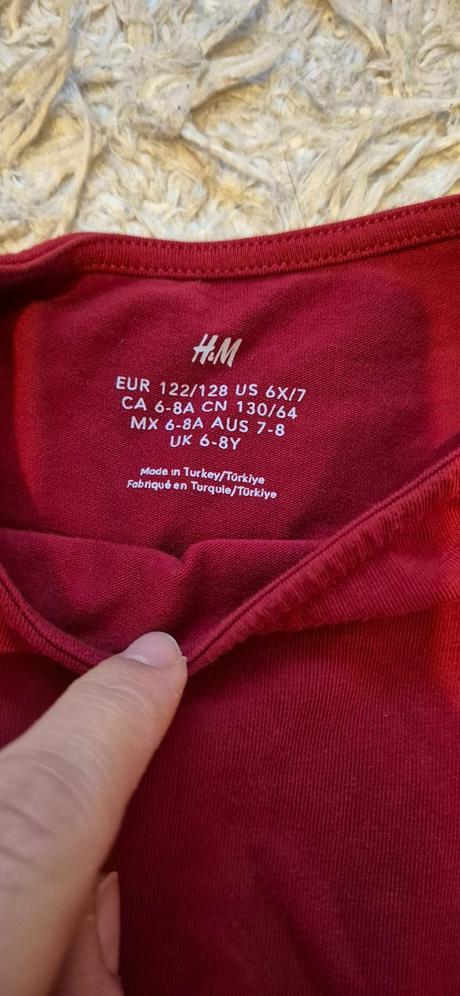 H&M
EUR 122/128 US 6X/7
CA 6-8A CN 130/64
MX 6-8A AUS 7-8
UK 6-8Y
Made in Turkey/Türkiye
Fabriqué en Turquie/Türkiye